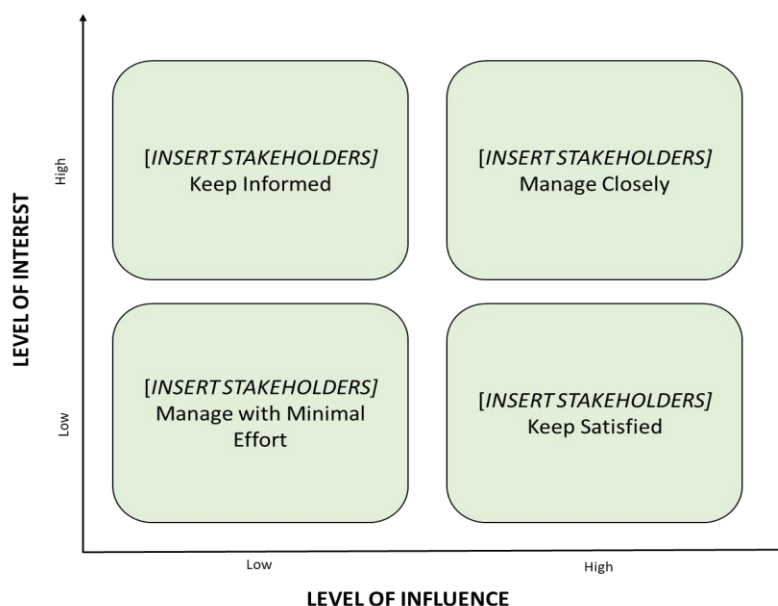 LEVEL OF INTEREST
High
Low
[INSERT STAKEHOLDERS]
Keep Informed
[INSERT STAKEHOLDERS]
Manage Closely
[INSERT STAKEHOLDERS]
Manage with Minimal
Effort
[INSERT STAKEHOLDERS]
Keep Satisfied
Low
High
LEVEL OF INFLUENCE